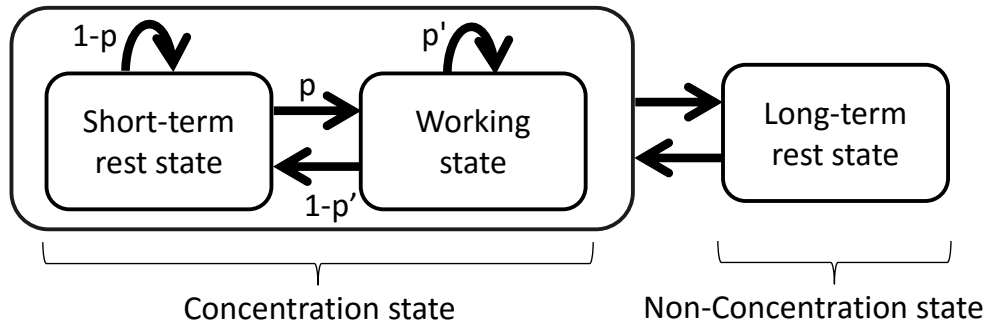 1-p
p'
p
Short-term
rest state
Working
state
Long-term
rest state
1-p’
Concentration state
Non-Concentration state